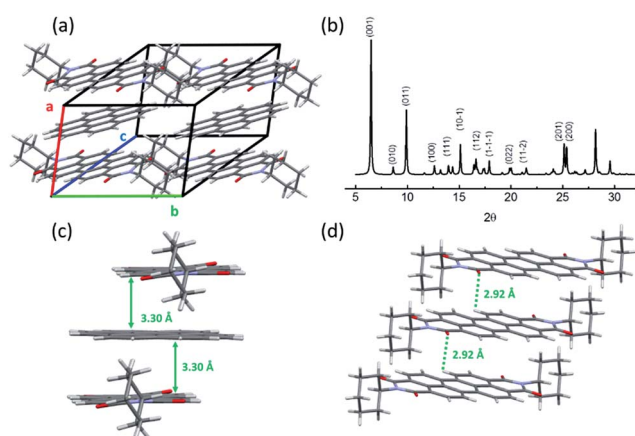 (a)
a
c
b
(b)
(001)
(010)
(011)
(100)
(111)
(10-1)
(112)
(1-1-1)
(022)
(11-2)
(201)
(200)
5 10 15 20 25 30
2θ
(c)
3.30 Å
3.30 Å
(d)
2.92 Å
2.92 Å